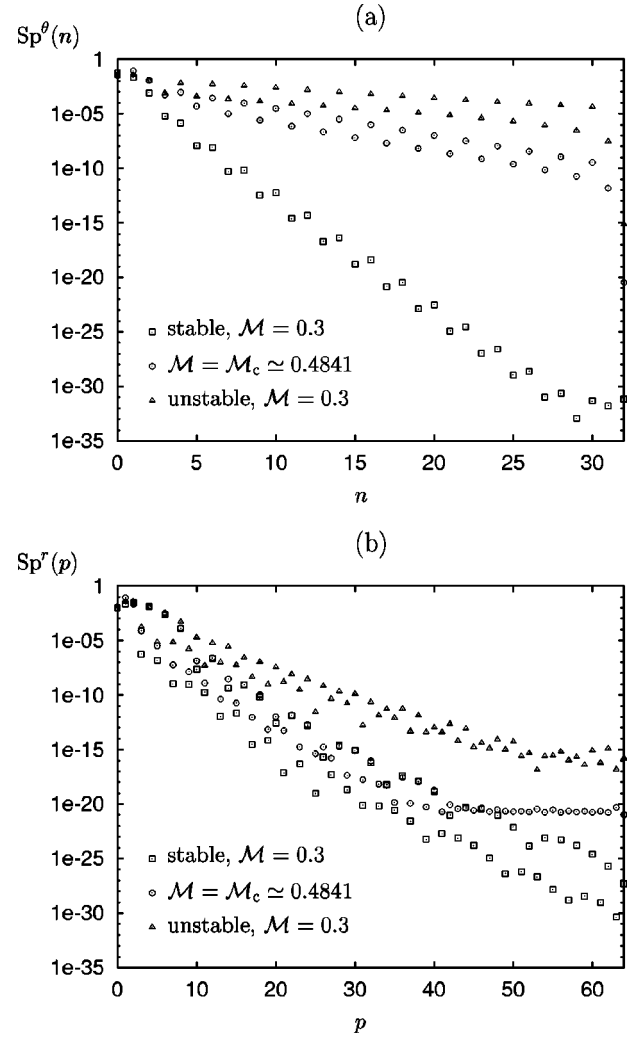 (a)
Sp^θ(n)
1
1e-05
1e-10
1e-15
1e-20
1e-25
1e-30
1e-35
stable, ℳ = 0.3
ℳ = ℳ_c ≃ 0.4841
unstable, ℳ = 0.3
0 5 10 15 20 25 30
n
(b)
Sp^r(p)
1
1e-05
1e-10
1e-15
1e-20
1e-25
1e-30
1e-35
stable, ℳ = 0.3
ℳ = ℳ_c ≃ 0.4841
unstable, ℳ = 0.3
0 10 20 30 40 50 60
p